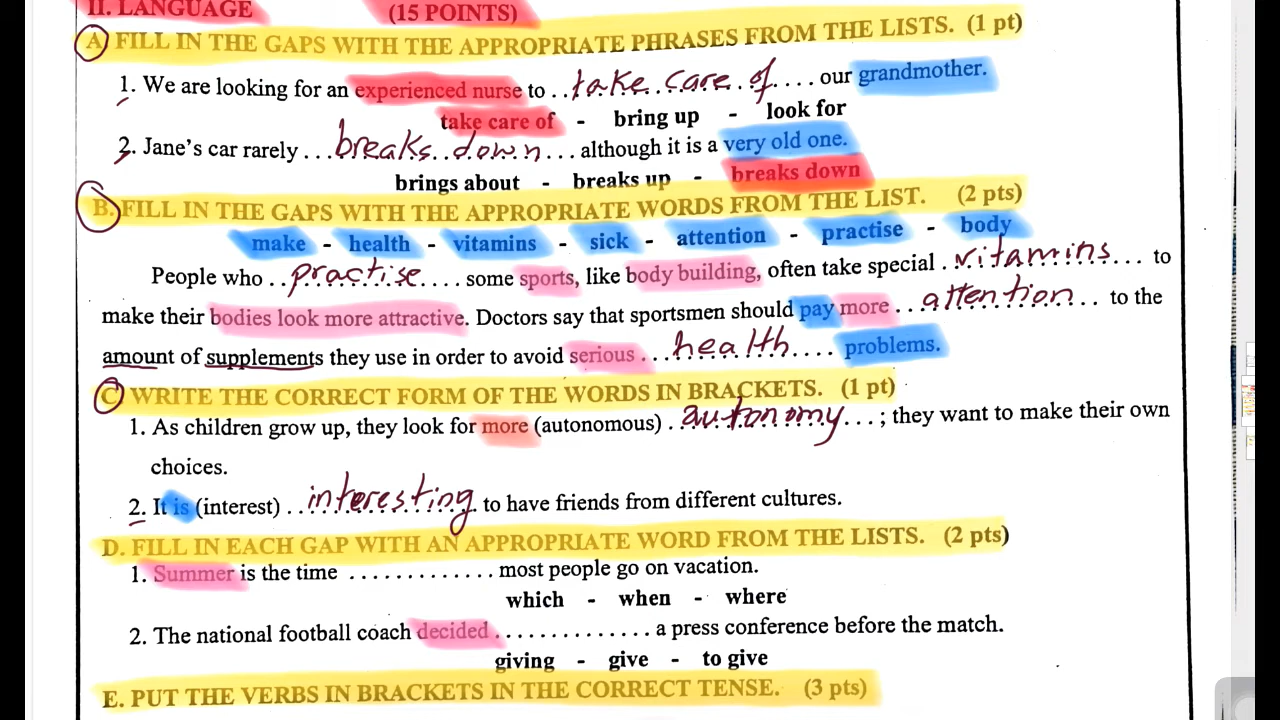 II. LANGUAGE (15 POINTS)
A FILL IN THE GAPS WITH THE APPROPRIATE PHRASES FROM THE LISTS. (1 pt)
1. We are looking for an experienced nurse to ..take care of.... our grandmother.
take care of - bring up - look for
2. Jane's car rarely ...breaks down... although it is a very old one.
brings about - breaks up - breaks down
B. FILL IN THE GAPS WITH THE APPROPRIATE WORDS FROM THE LIST. (2 pts)
make - health - vitamins - sick - attention - practise - body
People who ..practise.... some sports, like body building, often take special .vitamins... to
make their bodies look more attractive. Doctors say that sportsmen should pay more ...attention... to the
amount of supplements they use in order to avoid serious ...health.... problems.
C WRITE THE CORRECT FORM OF THE WORDS IN BRACKETS. (1 pt)
1. As children grow up, they look for more (autonomous) .autonomy...; they want to make their own
choices.
2. It is (interest) ..interesting. to have friends from different cultures.
D. FILL IN EACH GAP WITH AN APPROPRIATE WORD FROM THE LISTS. (2 pts)
1. Summer is the time ............. most people go on vacation.
which - when - where
2. The national football coach decided .............. a press conference before the match.
giving - give - to give
E. PUT THE VERBS IN BRACKETS IN THE CORRECT TENSE. (3 pts)